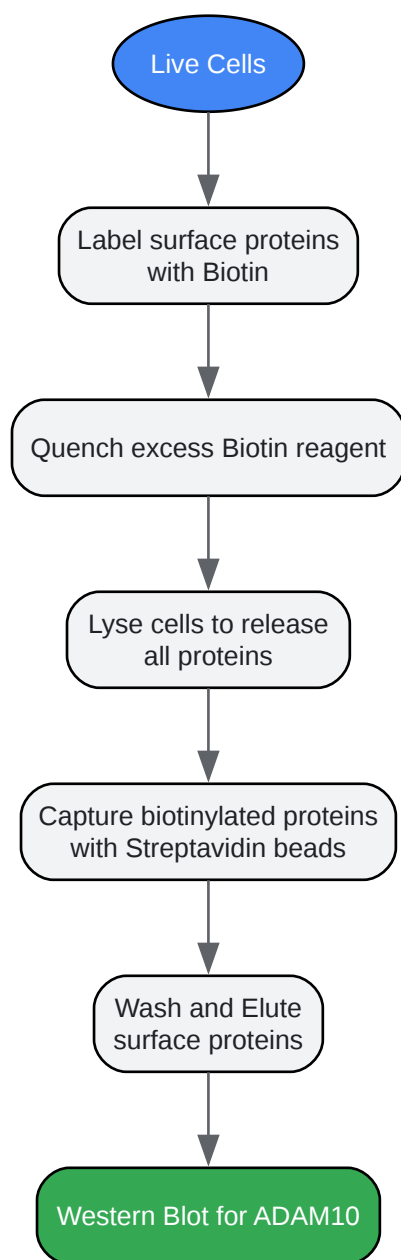 Live Cells
Label surface proteins
with Biotin
Quench excess Biotin reagent
Lyse cells to release
all proteins
Capture biotinylated proteins
with Streptavidin beads
Wash and Elute
surface proteins
Western Blot for ADAM10